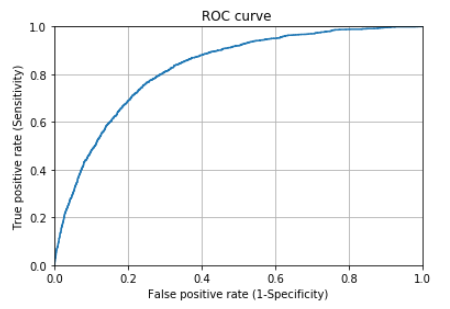 ROC curve
1.0
0.8
0.6
0.4
0.2
0.0
True positive rate (Sensitivity)
0.0 0.2 0.4 0.6 0.8 1.0
False positive rate (1-Specificity)